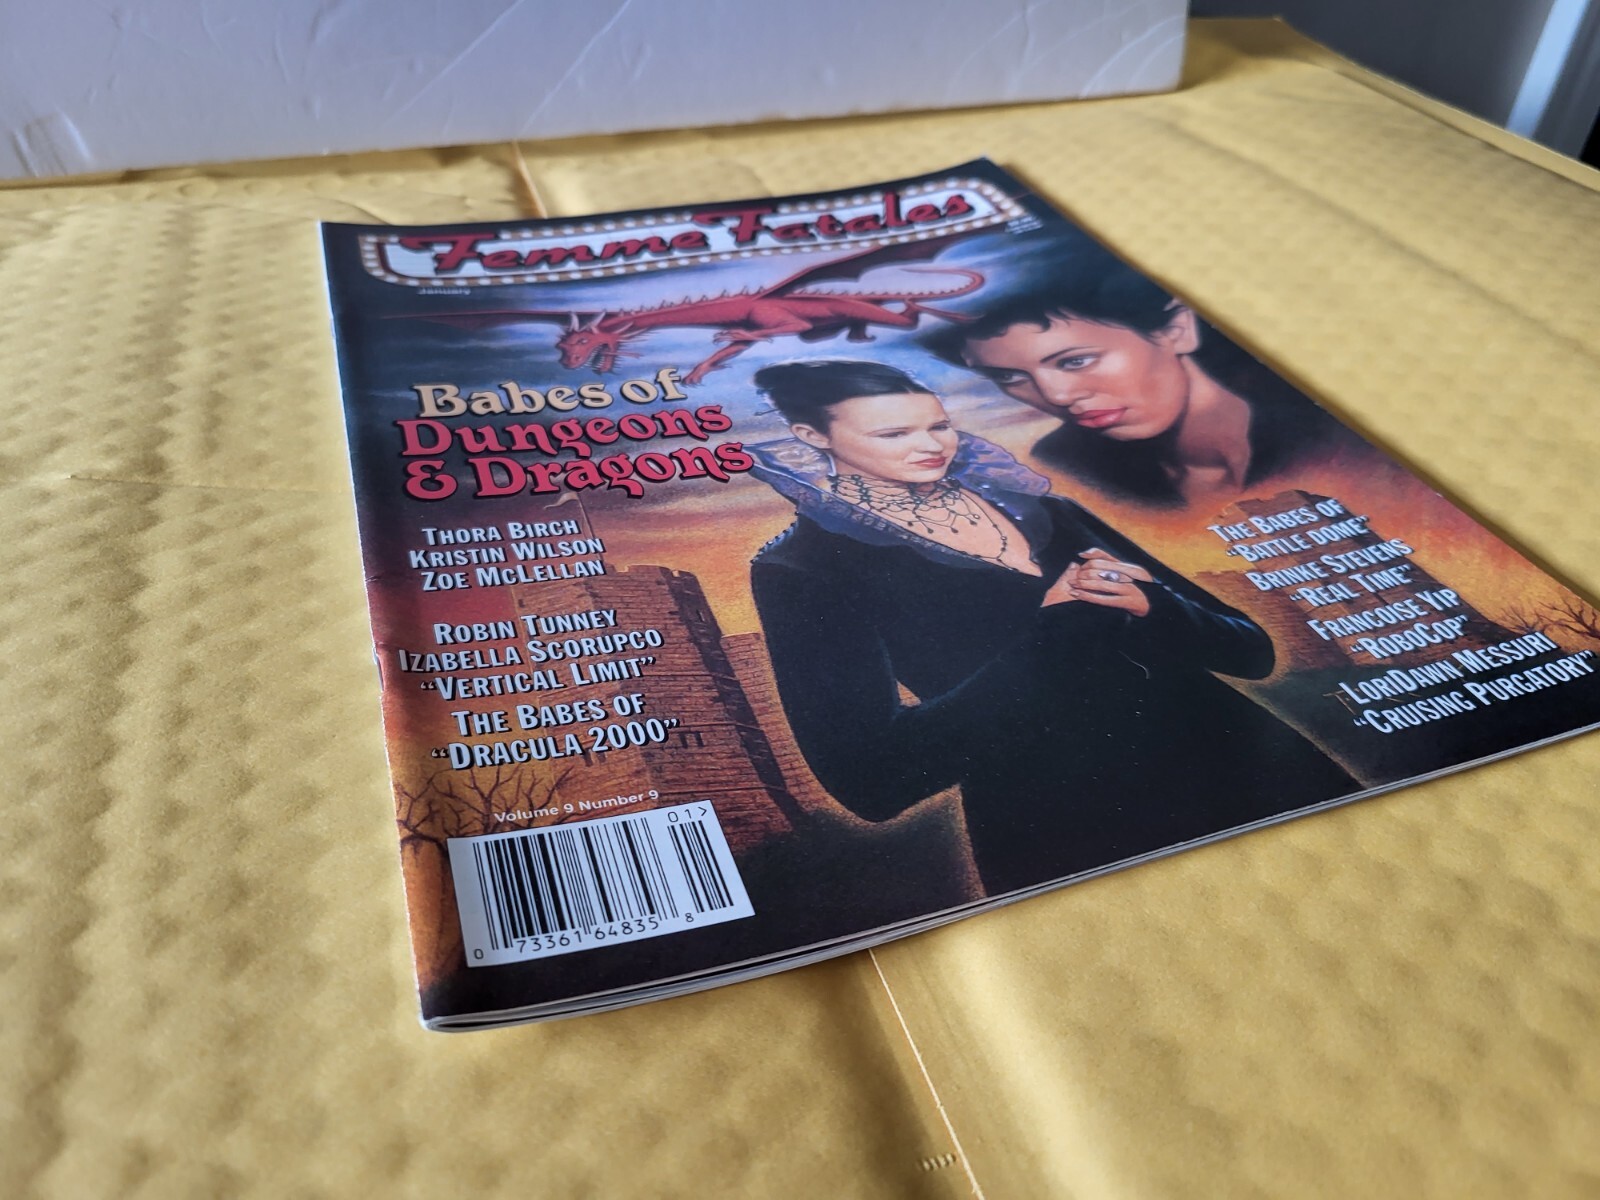 Femme Fatales
January
Babes of
Dungeons
& Dragons
THORA BIRCH
KRISTIN WILSON
ZOE MCLELLAN
ROBIN TUNNEY
IZABELLA SCORUPCO
“VERTICAL LIMIT”
THE BABES OF
“DRACULA 2000”
THE BABES OF
“BATTLE DOME”
BRINKE STEVENS
“REAL TIME”
FRANCOISE YIP
“ROBOCOP”
LORIDAWN MESSURI
“CRUISING PURGATORY”
Volume 9 Number 9
01>
0 73361 64835 8